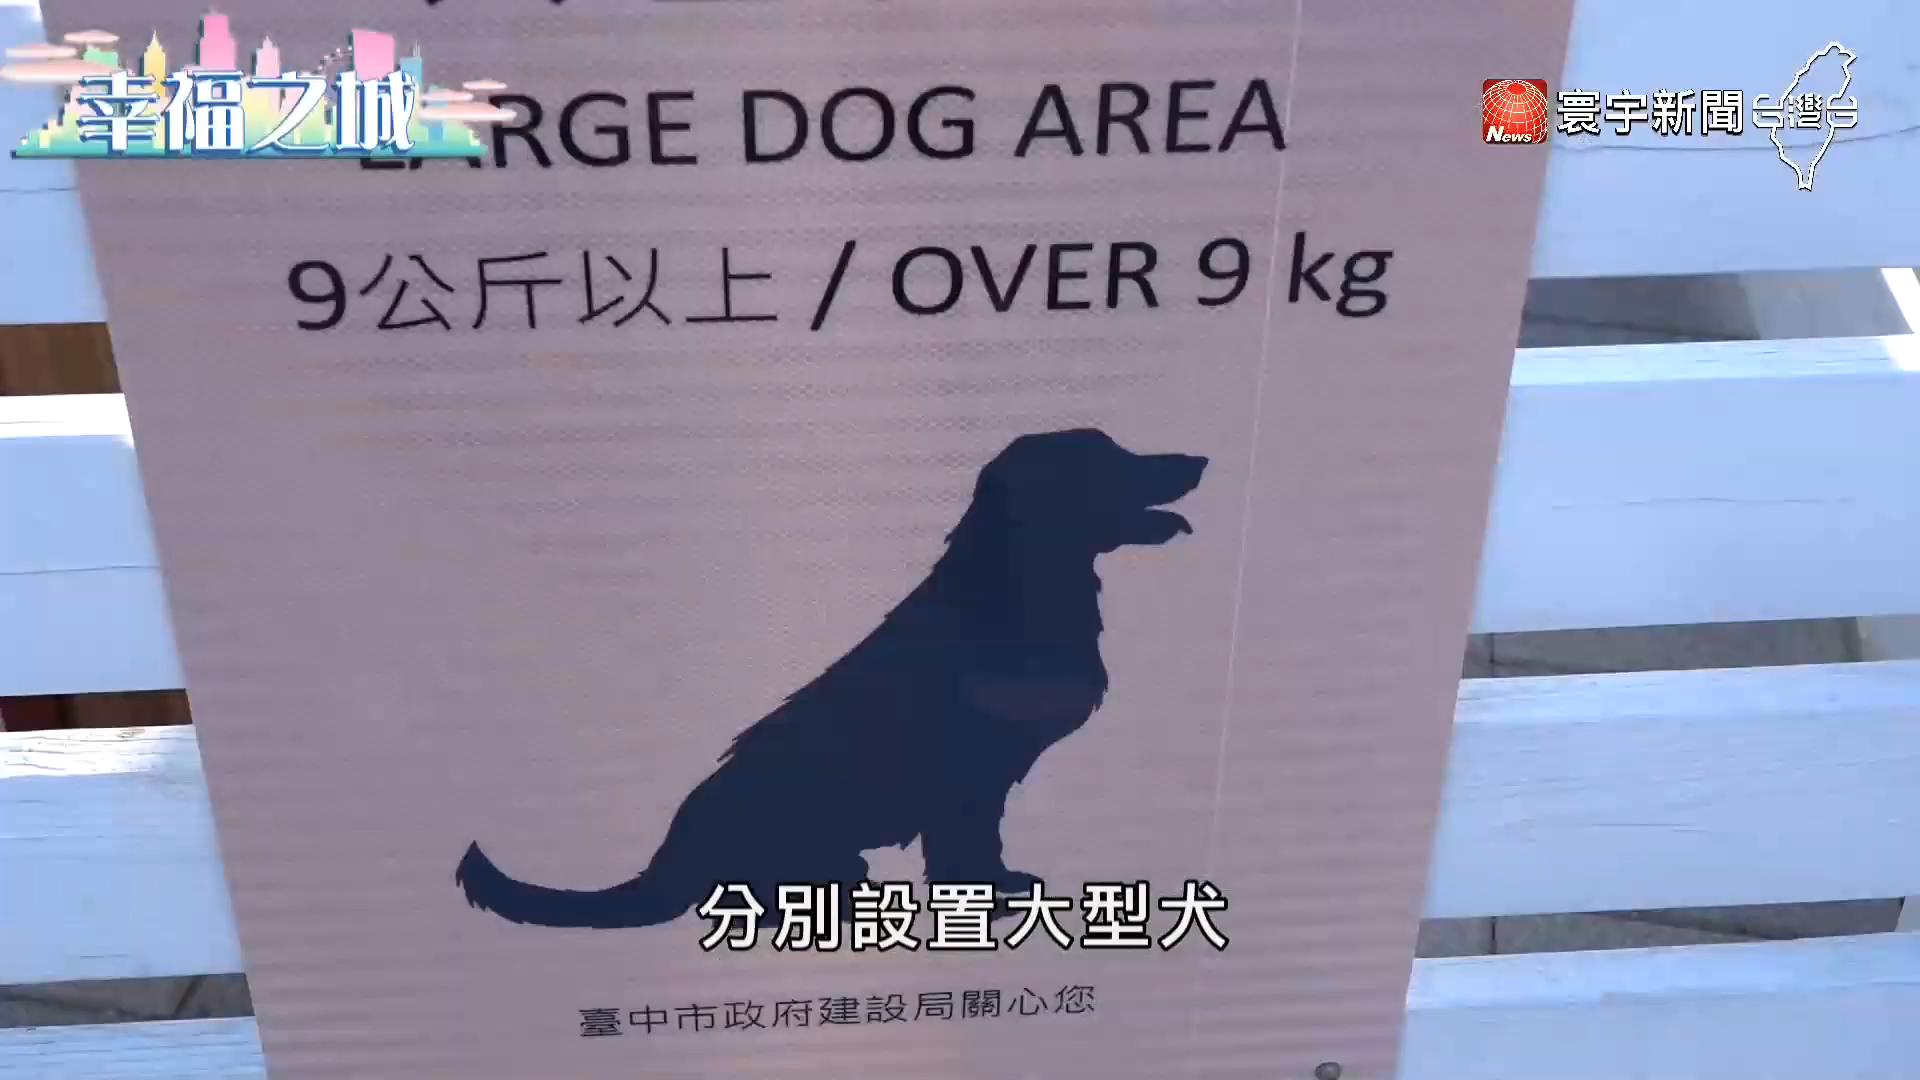 幸福之城
News 寰宇新聞 台灣
LARGE DOG AREA
9公斤以上 / OVER 9 kg
分別設置大型犬
臺中市政府建設局關心您